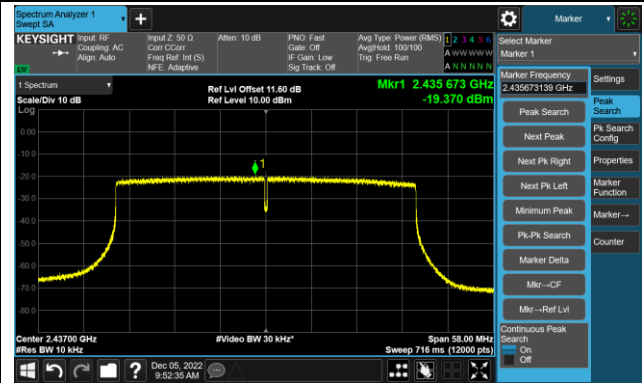 Spectrum Analyzer 1
Swept SA
+
Marker
KEYSIGHT
Input: RF
Coupling: AC
Align: Auto
Input Z: 50 Ω
Corr CCorr
Freq Ref: Int (S)
NFE: Adaptive
Atten: 10 dB
PNO: Fast
Gate: Off
IF Gain: Low
Sig Track: Off
Avg Type: Power (RMS)
Avg|Hold: 100/100
Trig: Free Run
1 2 3 4 5 6
A W W W W W
A N N N N N
Select Marker
Marker 1
1 Spectrum
Scale/Div 10 dB
Log
Ref Lvl Offset 11.60 dB
Ref Level 10.00 dBm
Mkr1 2.435 673 GHz
-19.370 dBm
0.00
-10.0
-20.0
-30.0
-40.0
-50.0
-60.0
-70.0
-80.0
1
Center 2.43700 GHz
#Res BW 10 kHz
#Video BW 30 kHz*
Span 58.00 MHz
Sweep 716 ms (12000 pts)
Marker Frequency
2.435673139 GHz
Peak Search
Next Peak
Next Pk Right
Next Pk Left
Minimum Peak
Pk-Pk Search
Marker Delta
Mkr→CF
Mkr→Ref Lvl
Continuous Peak
Search
On
Off
Settings
Peak
Search
Pk Search
Config
Properties
Marker
Function
Marker→
Counter
?
Dec 05, 2022
9:52:35 AM